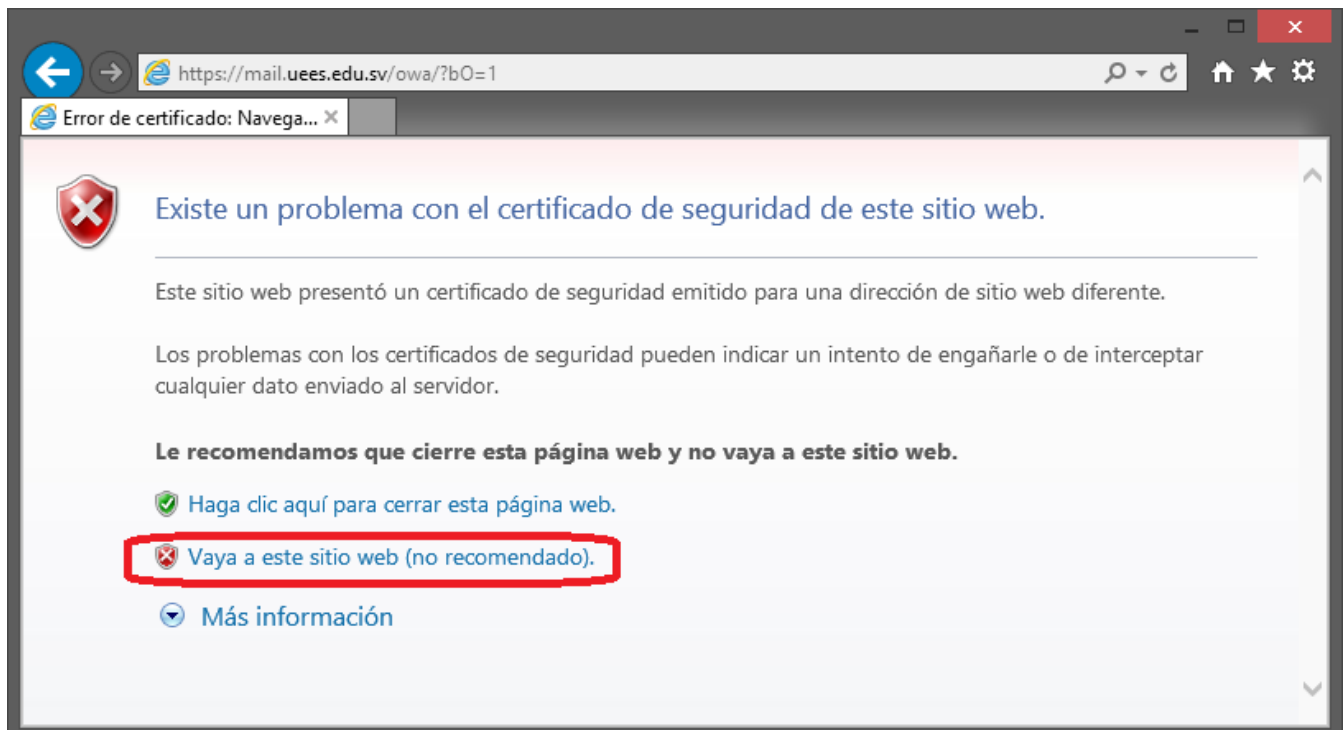 https://mail.uees.edu.sv/owa/?bO=1
Error de certificado: Navega...
Existe un problema con el certificado de seguridad de este sitio web.
Este sitio web presentó un certificado de seguridad emitido para una dirección de sitio web diferente.
Los problemas con los certificados de seguridad pueden indicar un intento de engañarle o de interceptar
cualquier dato enviado al servidor.
Le recomendamos que cierre esta página web y no vaya a este sitio web.
Haga clic aquí para cerrar esta página web.
Vaya a este sitio web (no recomendado).
Más información